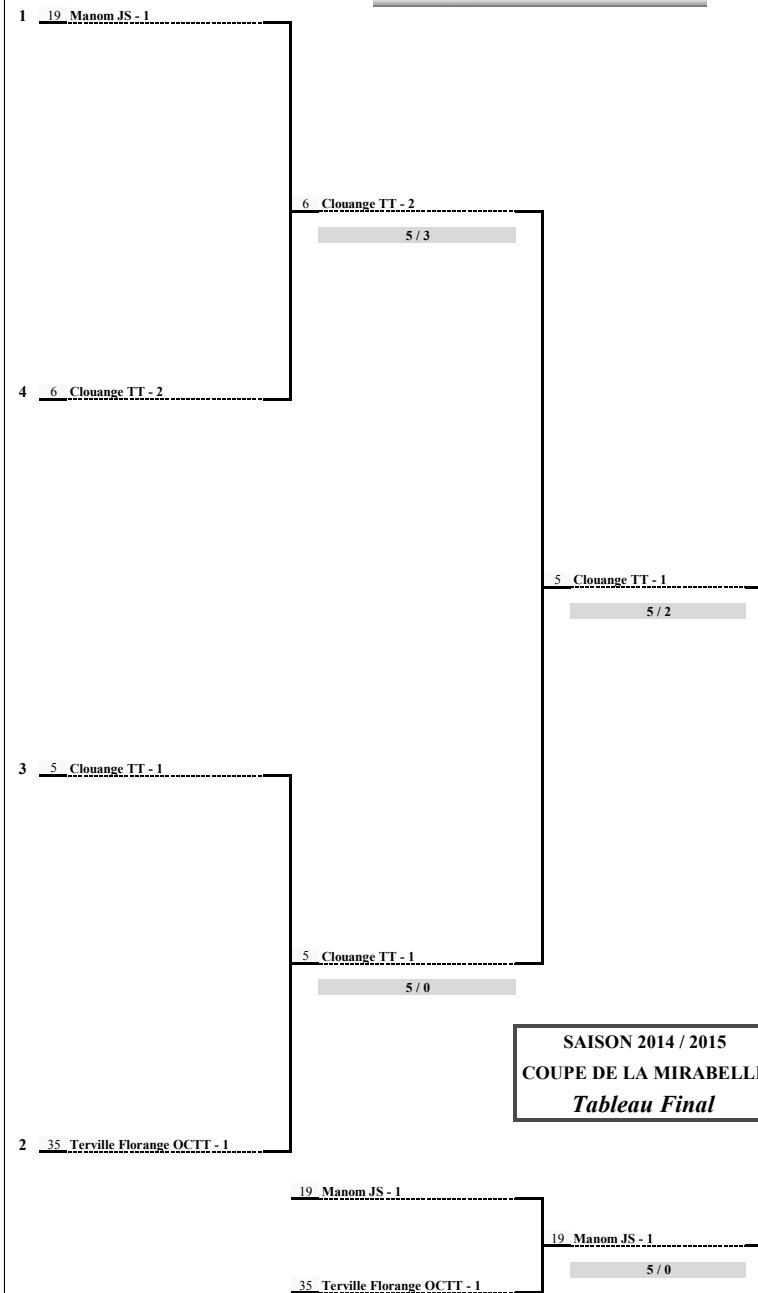 1 19 Manom JS - 1
6 Clouange TT - 2
5 / 3
4 6 Clouange TT - 2
5 Clouange TT - 1
5 / 2
3 5 Clouange TT - 1
5 Clouange TT - 1
5 / 0
SAISON 2014 / 2015
COUPE DE LA MIRABELL
Tableau Final
2 35 Terville Florange OCTT - 1
19 Manom JS - 1
19 Manom JS - 1
5 / 0
35 Terville Florange OCTT - 1